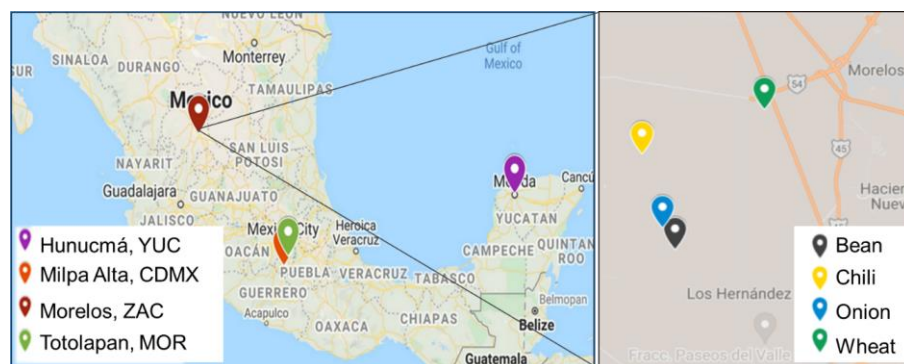 NUEVO LEON
SINALOA
DURANGO
Monterrey
Gulf of
Mexico
SUR
Mexico
TAMAULIPAS
SAN LUIS
POTOSI
NAYARIT
Guadalajara
GUANAJUATO
JALISCO
Mexico City
Heroica
Veracruz
OACÁN
PUEBLA
VERACRUZ
TABASCO
GUERRERO
Acapulco
OAXACA
CHIAPAS
Cancú
YUCATAN
CAMPECHE
QUINTAN
ROO
Belmopan
Belize
Guatemala
Hunucmá, YUC
Milpa Alta, CDMX
Morelos, ZAC
Totolapan, MOR
54
Morelos
45
Hacien
Nuev
Los Hernández
Fracc. Paseos del Valle
Bean
Chili
Onion
Wheat